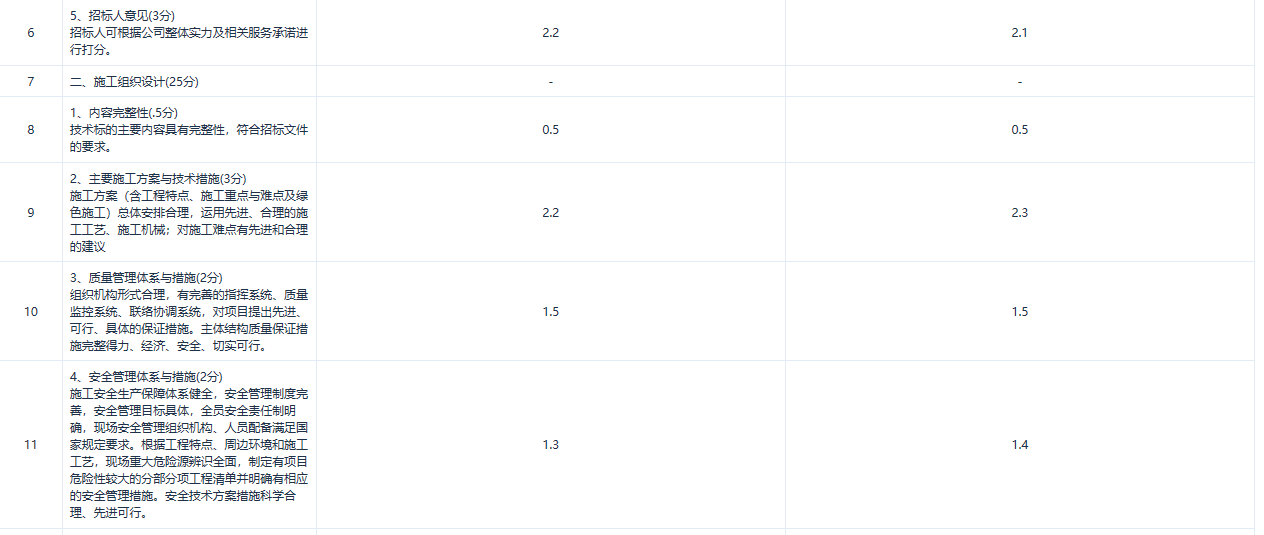 6
5、招标人意见(3分)
招标人可根据公司整体实力及相关服务承诺进
行打分。
2.2
2.1
7
二、施工组织设计(25分)
-
-
8
1、内容完整性(.5分)
技术标的主要内容具有完整性，符合招标文件
的要求。
0.5
0.5
9
2、主要施工方案与技术措施(3分)
施工方案（含工程特点、施工重点与难点及绿
色施工）总体安排合理，运用先进、合理的施
工工艺、施工机械；对施工难点有先进和合理
的建议
2.2
2.3
10
3、质量管理体系与措施(2分)
组织机构形式合理，有完善的指挥系统、质量
监控系统、联络协调系统，对项目提出先进、
可行、具体的保证措施。主体结构质量保证措
施完整得力、经济、安全、切实可行。
1.5
1.5
11
4、安全管理体系与措施(2分)
施工安全生产保障体系健全，安全管理制度完
善，安全管理目标具体，全员安全责任制明
确，现场安全管理组织机构、人员配备满足国
家规定要求。根据工程特点、周边环境和施工
工艺，现场重大危险源辨识全面，制定有项目
危险性较大的分部分项工程清单并明确有相应
的安全管理措施。安全技术方案措施科学合
理、先进可行。
1.3
1.4